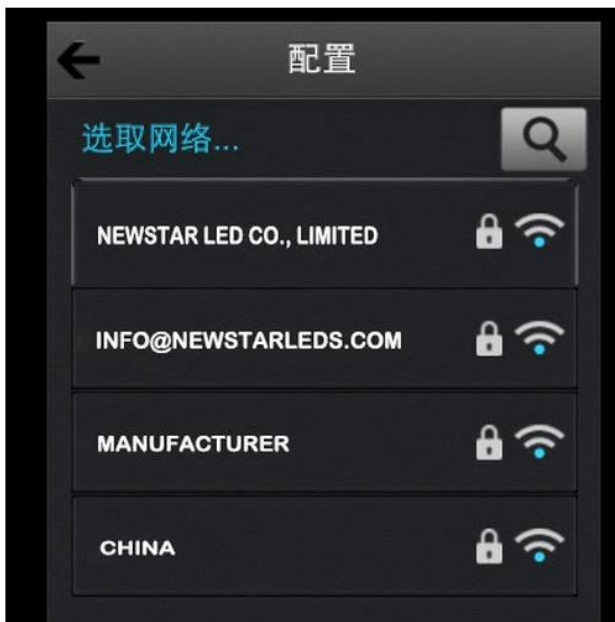 配置
选取网络...
NEWSTAR LED CO., LIMITED
INFO@NEWSTARLEDS.COM
MANUFACTURER
CHINA